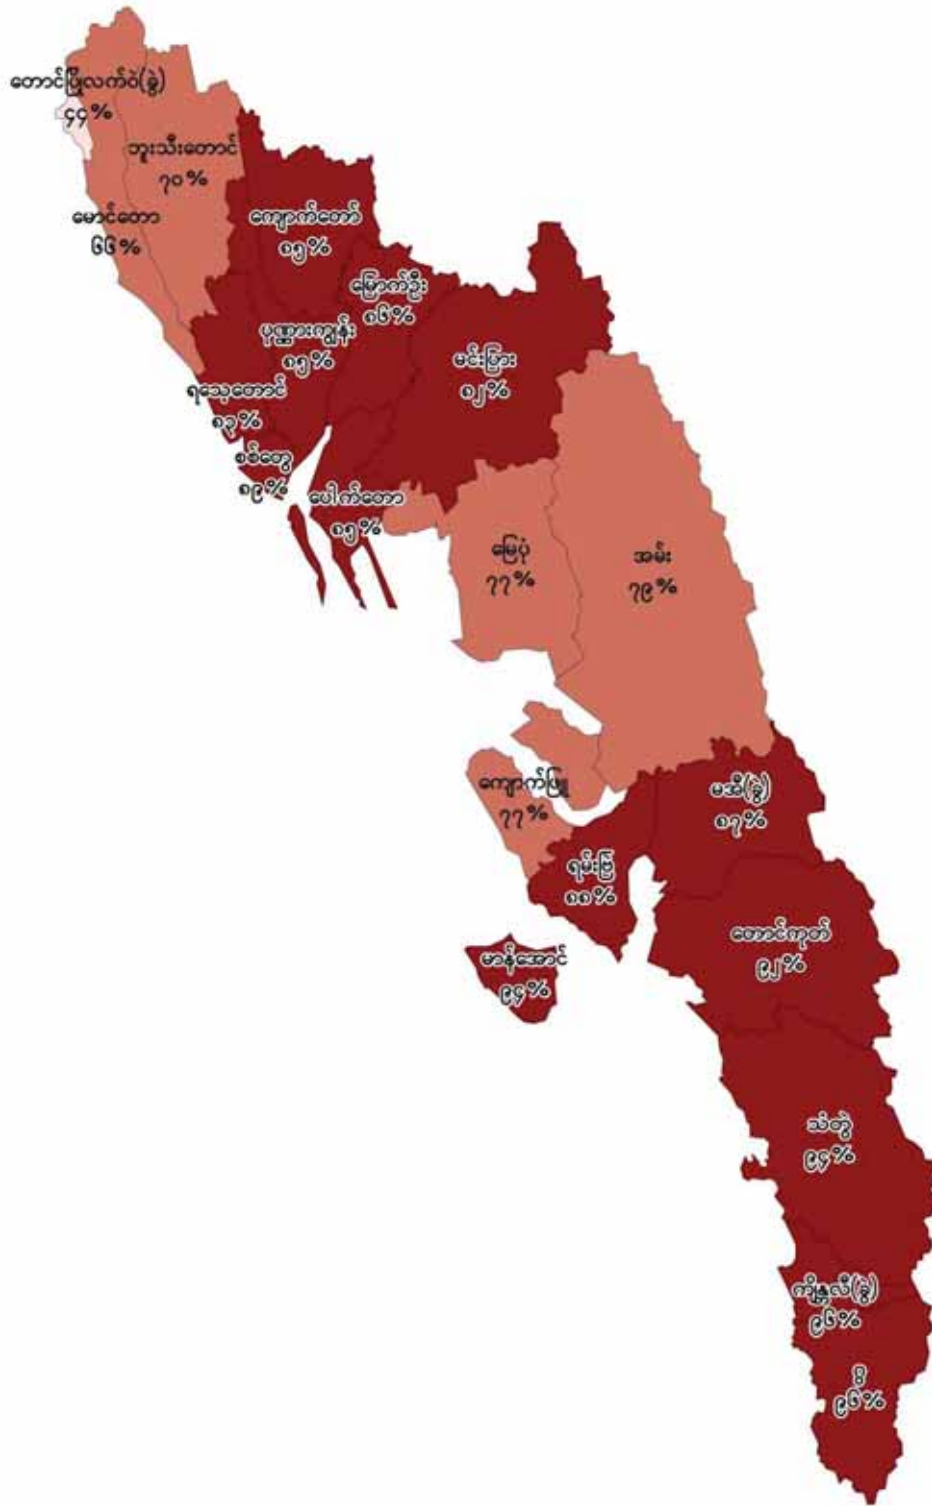 တောင်ပြိုလက်ဝဲ(ခွဲ)
၄၄%
ဘူးသီးတောင်
၇၀%
မောင်တော
၆၆%
ကျောက်တော်
၈၅%
မြောက်ဦး
၈၆%
ပုဏ္ဏားကျွန်း
၈၅%
မင်းပြား
၈၂%
ရသေ့တောင်
၈၃%
စစ်တွေ
၈၉%
ပေါက်တော
၈၅%
မြေပုံ
၇၇%
အမ်း
၇၉%
ကျောက်ဖြူ
၇၇%
မအီ(ခွဲ)
၈၇%
ရမ်းဗြဲ
၈၈%
တောင်ကုတ်
၉၂%
မာန်အောင်
၉၄%
သံတွဲ
၉၄%
ကျိန္တလီ(ခွဲ)
၉၆%
ဂွ
၉၆%